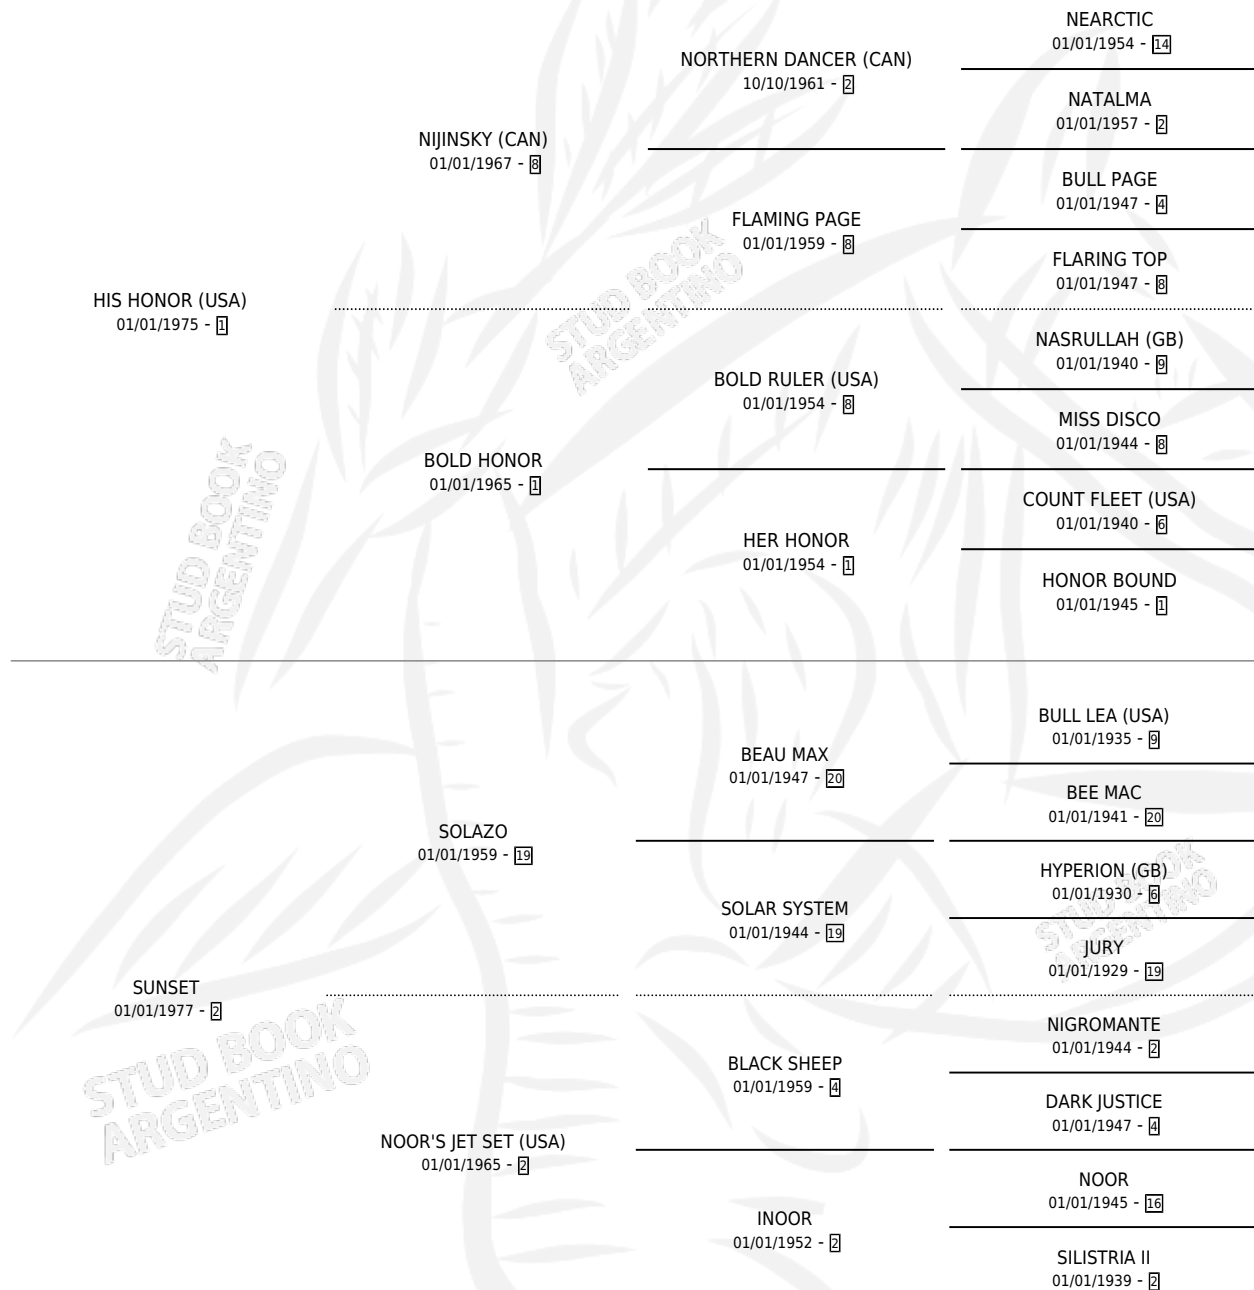 NEARCTIC
01/01/1954 - 14
NORTHERN DANCER (CAN)
10/10/1961 - 2
NATALMA
01/01/1957 - 2
NIJINSKY (CAN)
01/01/1967 - 8
BULL PAGE
01/01/1947 - 4
FLAMING PAGE
01/01/1959 - 8
FLARING TOP
01/01/1947 - 8
HIS HONOR (USA)
01/01/1975 - 1
NASRULLAH (GB)
01/01/1940 - 9
BOLD RULER (USA)
01/01/1954 - 8
MISS DISCO
01/01/1944 - 8
BOLD HONOR
01/01/1965 - 1
COUNT FLEET (USA)
01/01/1940 - 6
HER HONOR
01/01/1954 - 1
HONOR BOUND
01/01/1945 - 1
STUD BOOK
ARGENTINO
STUD BOOK
ARGENTINO
BULL LEA (USA)
01/01/1935 - 9
BEAU MAX
01/01/1947 - 20
BEE MAC
01/01/1941 - 20
SOLAZO
01/01/1959 - 19
HYPERION (GB)
01/01/1930 - 6
SOLAR SYSTEM
01/01/1944 - 19
JURY
01/01/1929 - 19
STUD BOOK
ARGENTINO
SUNSET
01/01/1977 - 2
NIGROMANTE
01/01/1944 - 2
BLACK SHEEP
01/01/1959 - 4
DARK JUSTICE
01/01/1947 - 4
STUD BOOK
ARGENTINO
NOOR'S JET SET (USA)
01/01/1965 - 2
NOOR
01/01/1945 - 16
INOOR
01/01/1952 - 2
SILISTRIA II
01/01/1939 - 2